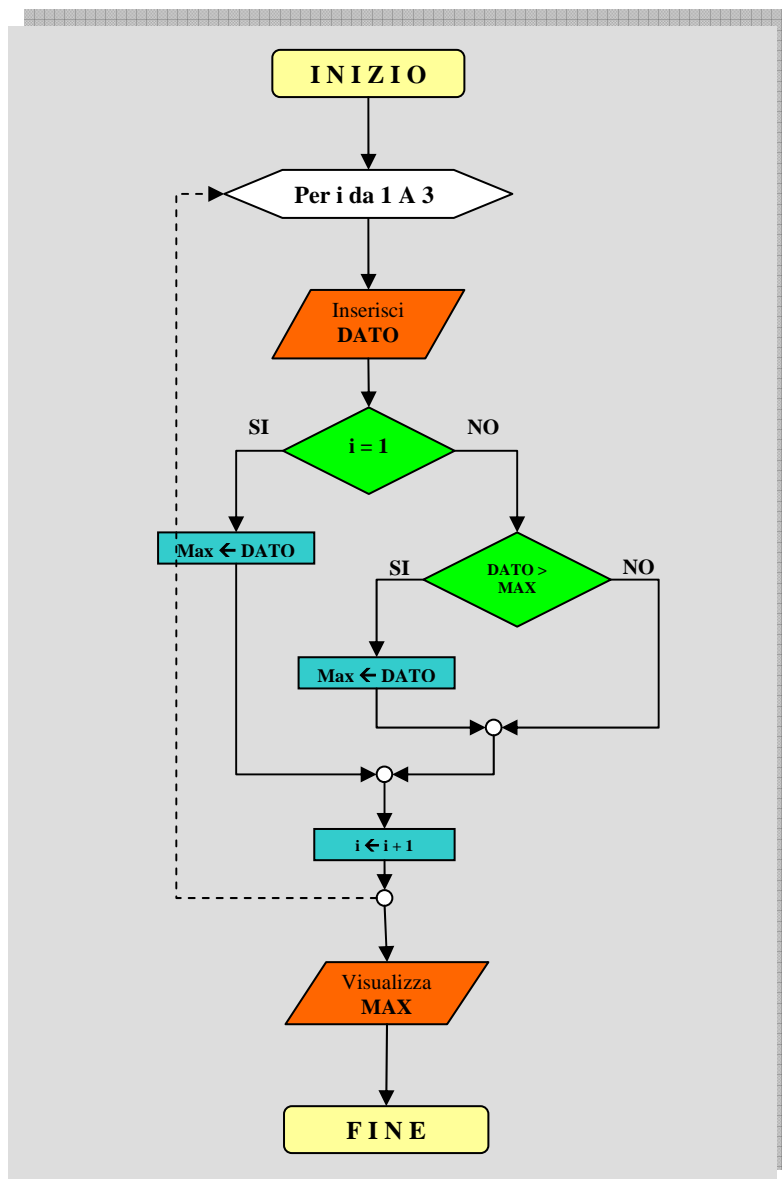 I N I Z I O
Per i da 1 A 3
Inserisci
DATO
SI
NO
i = 1
Max ← DATO
SI
DATO >
MAX
NO
Max ← DATO
i ← i + 1
Visualizza
MAX
F I N E